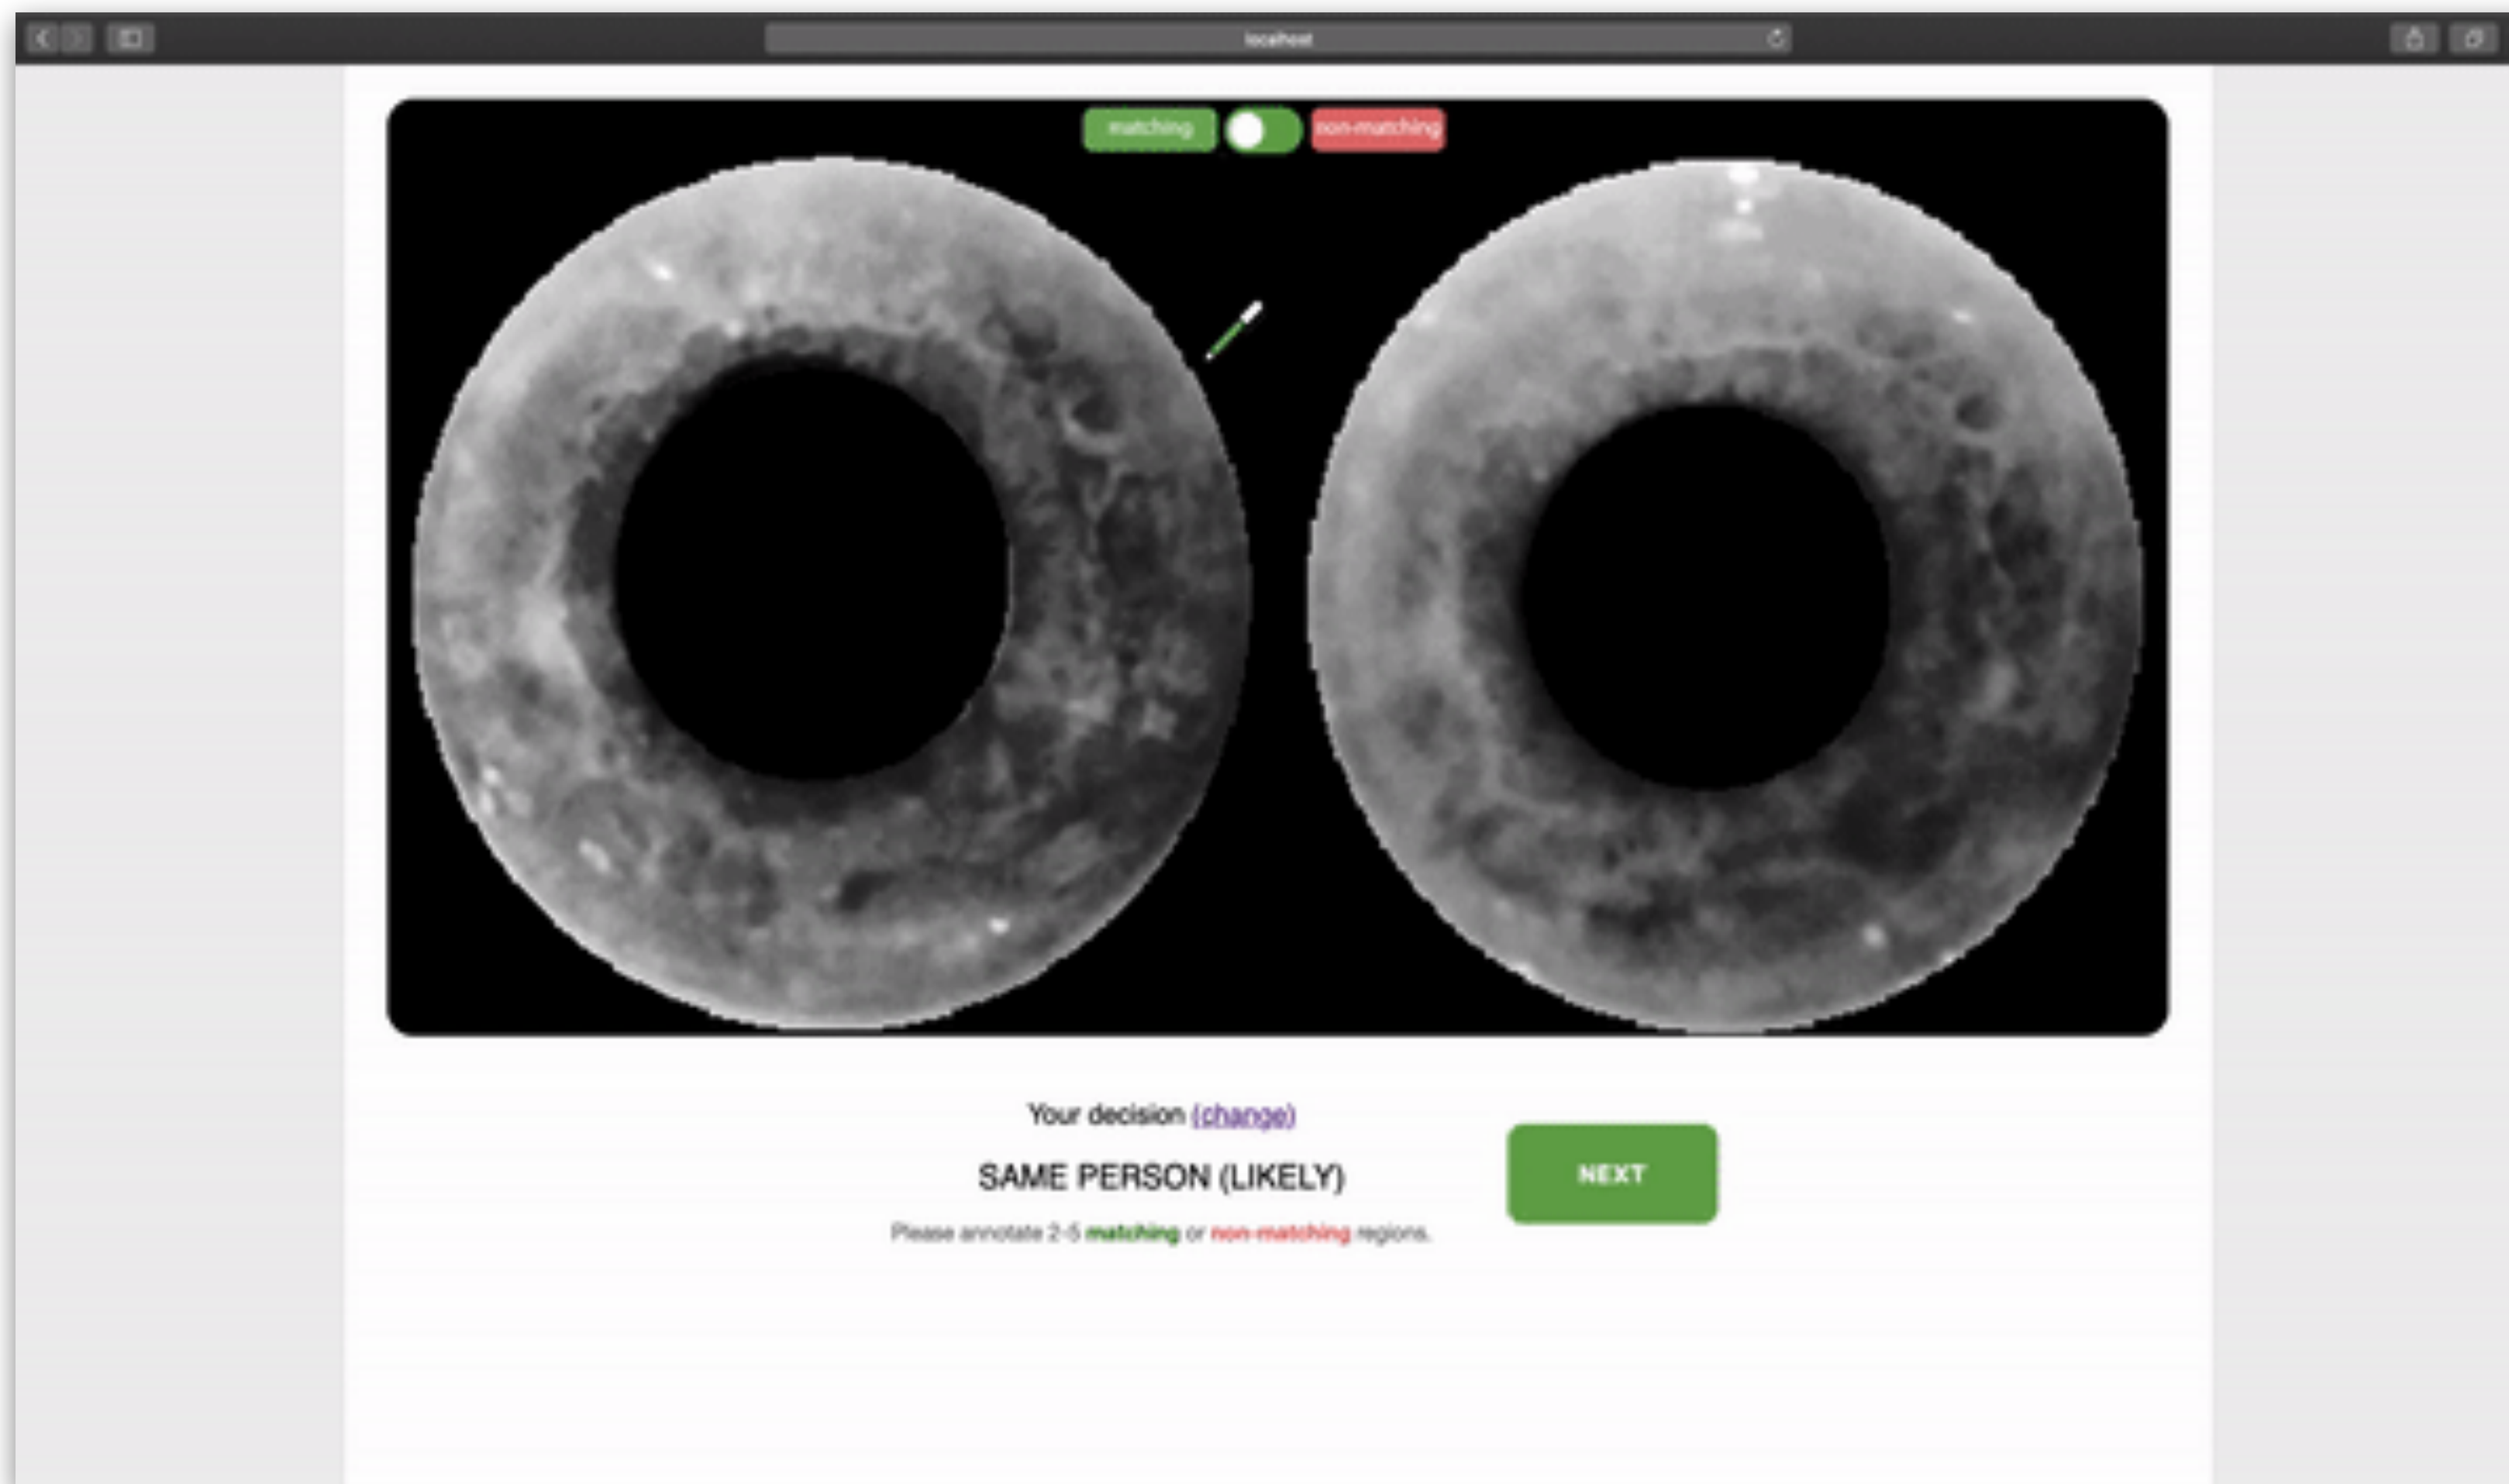 localhost
matching non-matching
Your decision (change)
SAME PERSON (LIKELY)
NEXT
Please annotate 2-5 matching or non-matching regions.